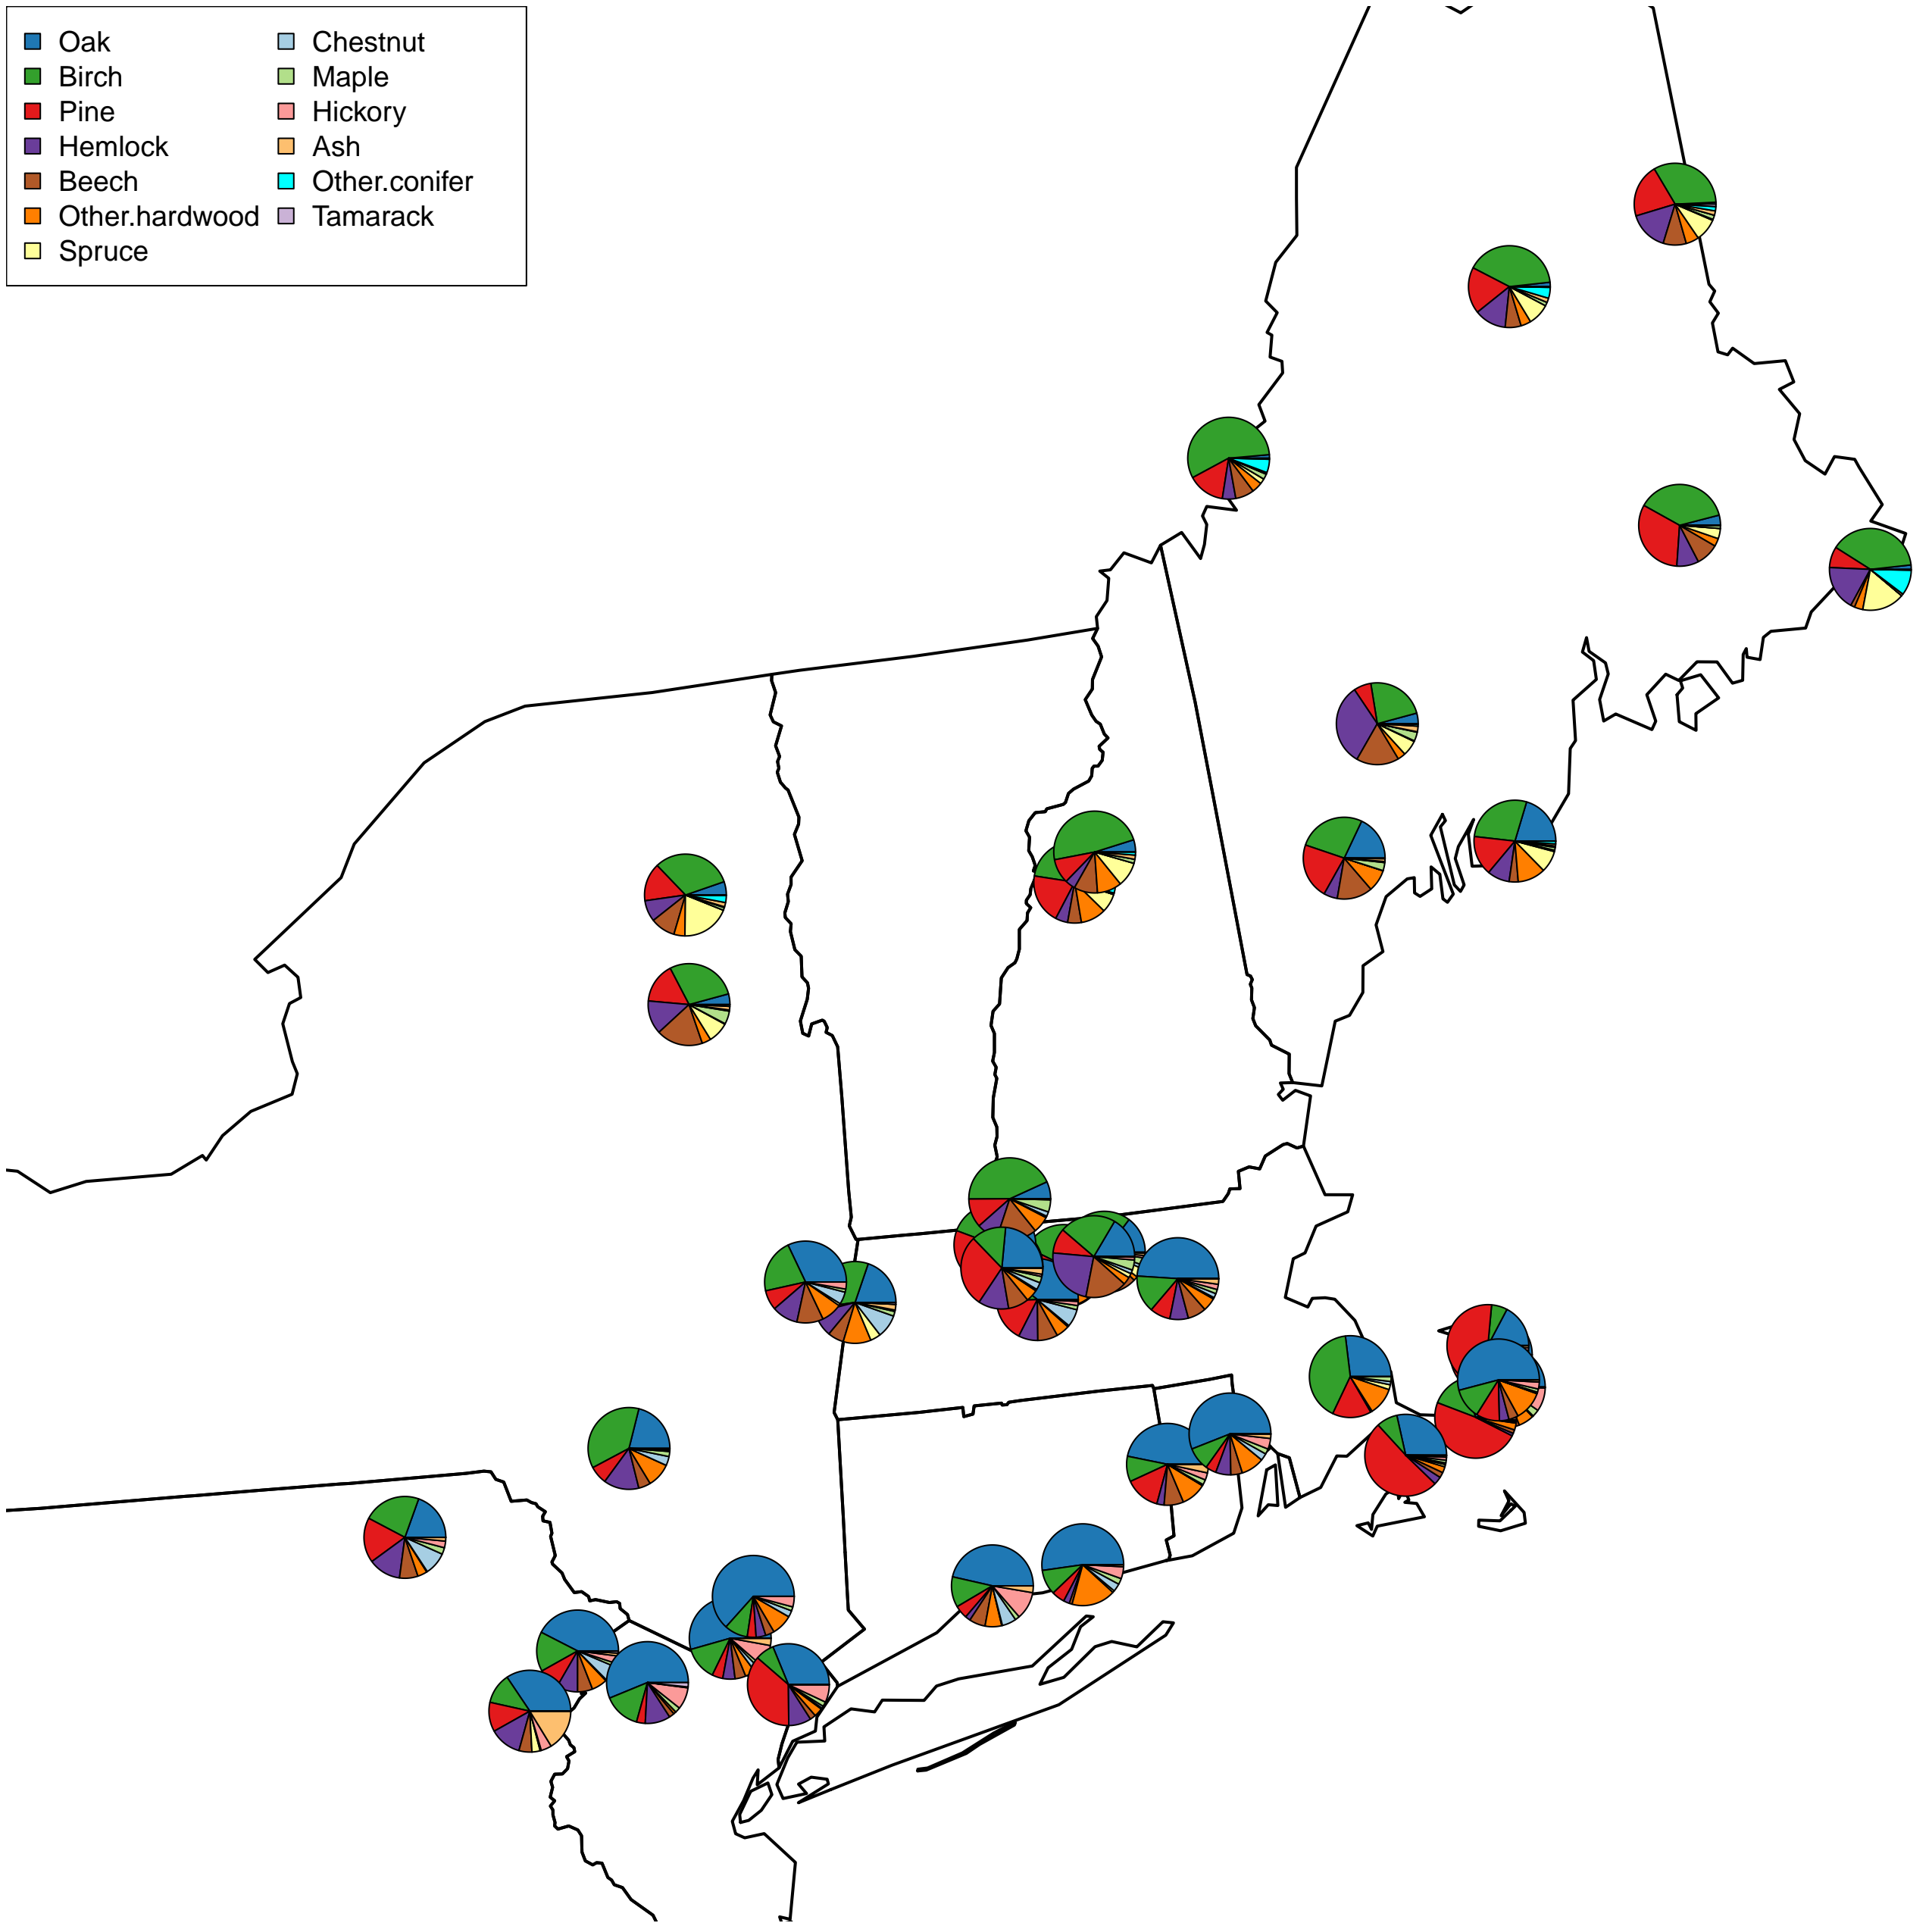 Oak
Birch
Pine
Hemlock
Beech
Other.hardwood
Spruce
Chestnut
Maple
Hickory
Ash
Other.conifer
Tamarack